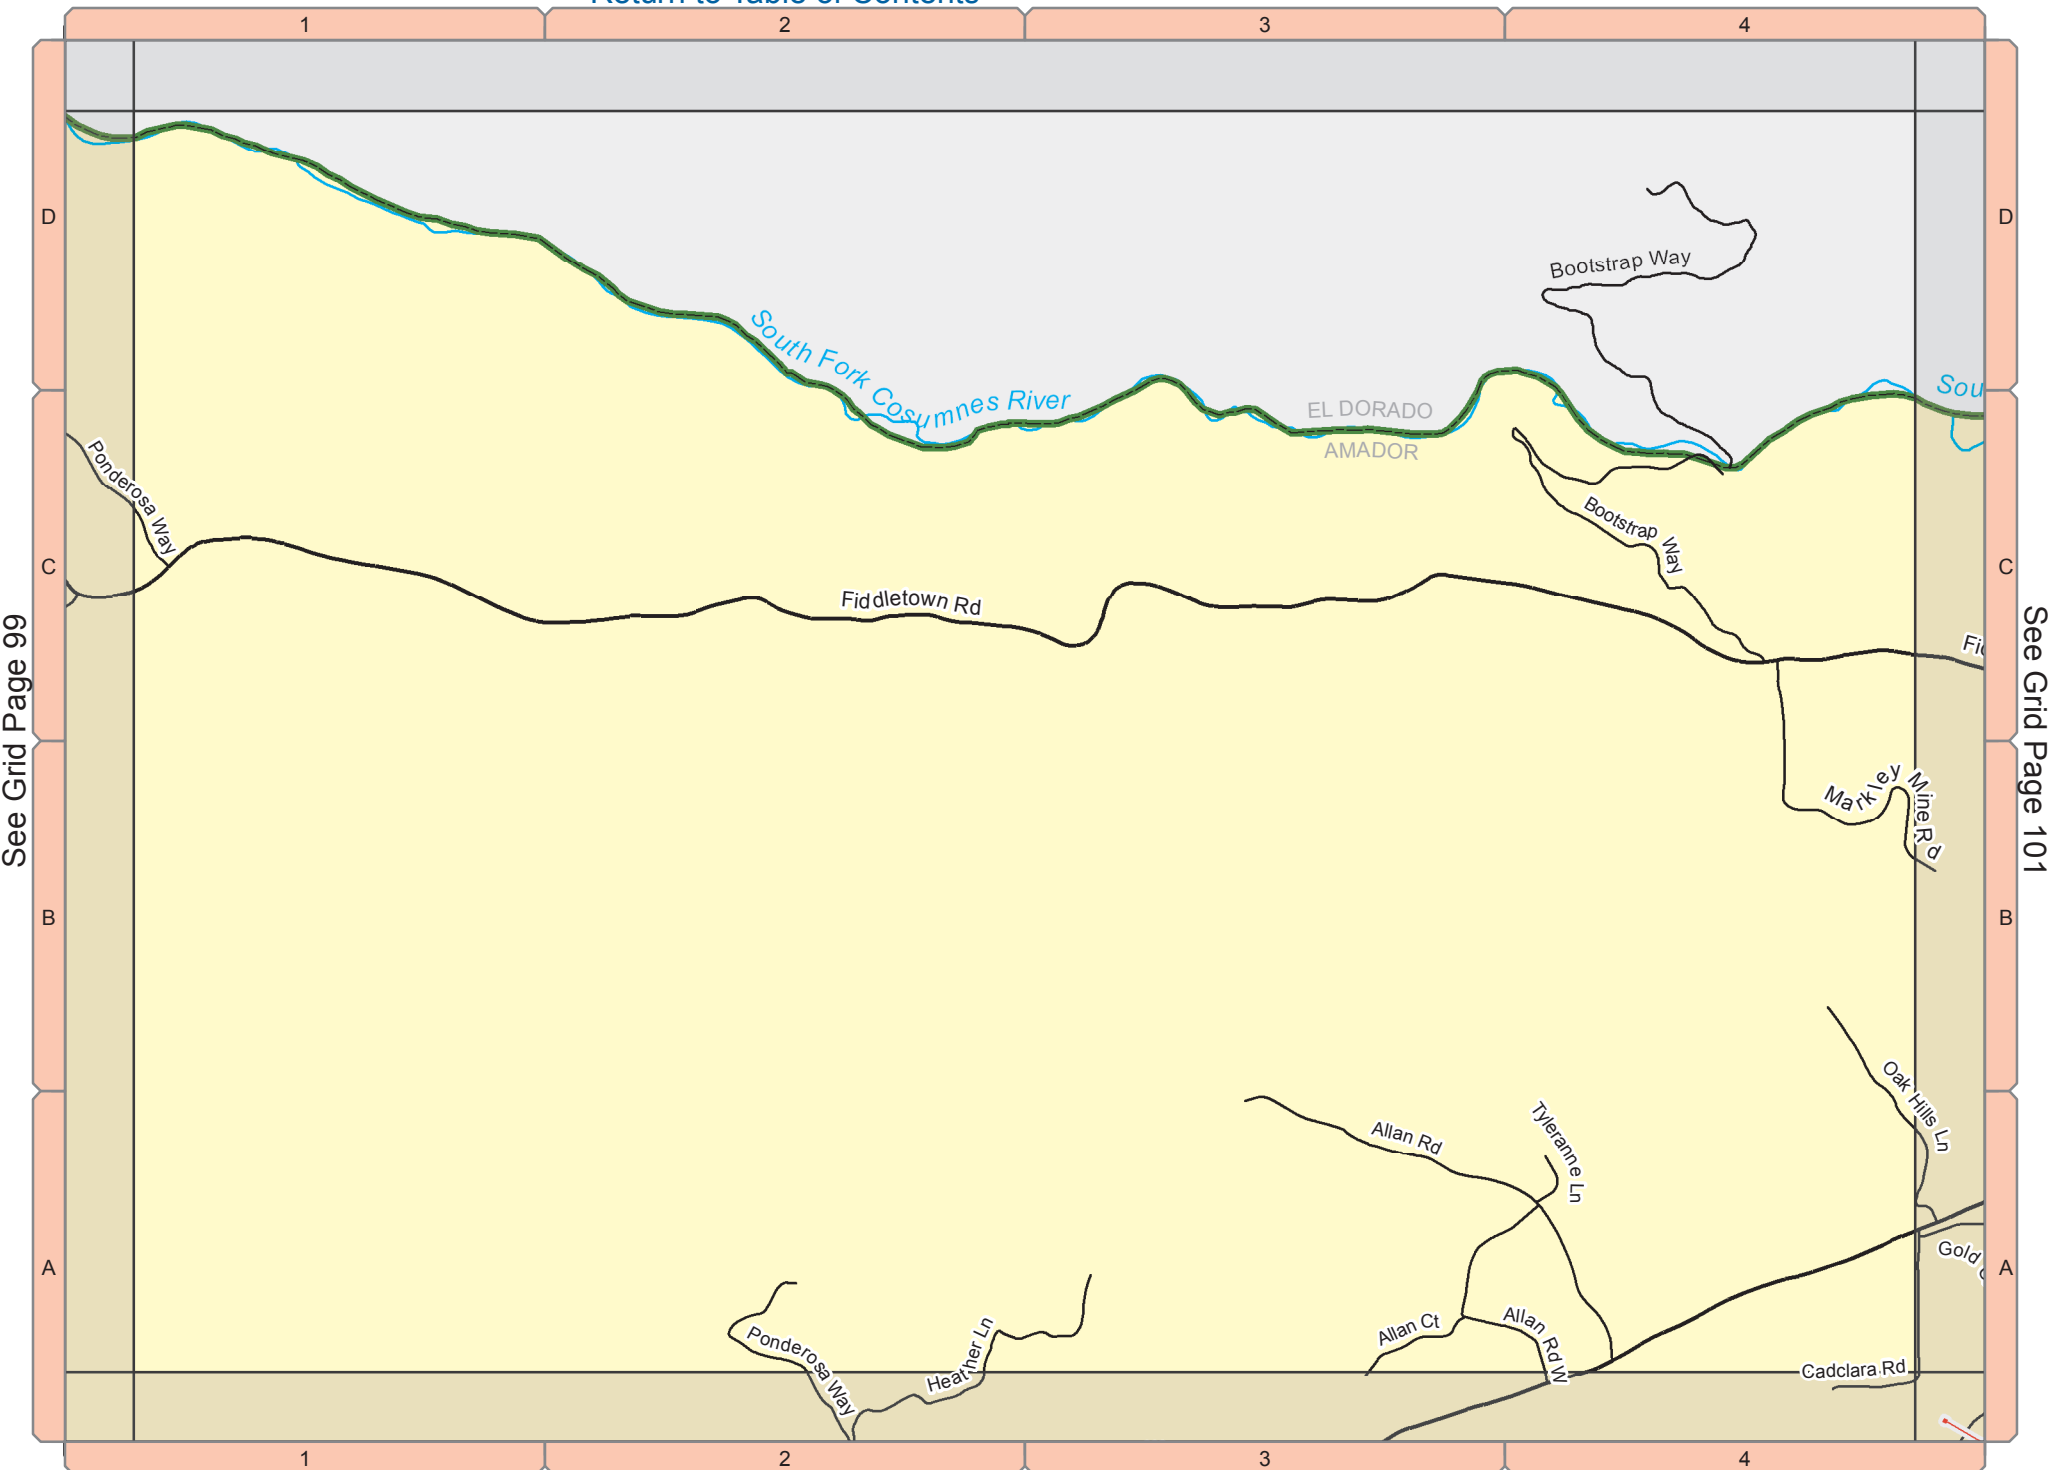 Return to Table of Contents
1
2
3
4
D
D
Bootstrap Way
South Fork Cosumnes River
EL DORADO
AMADOR
Sou
Ponderosa Way
Bootstrap Way
C
C
Fiddletown Rd
See Grid Page 99
See Grid Page 101
Markley Mine Rd
B
B
Oak Hills Ln
Allan Rd
Tyleranne Ln
A
A
Gold
Ponderosa Way
Heather Ln
Allan Ct
Allan Rd W
Cadclara Rd
1
2
3
4